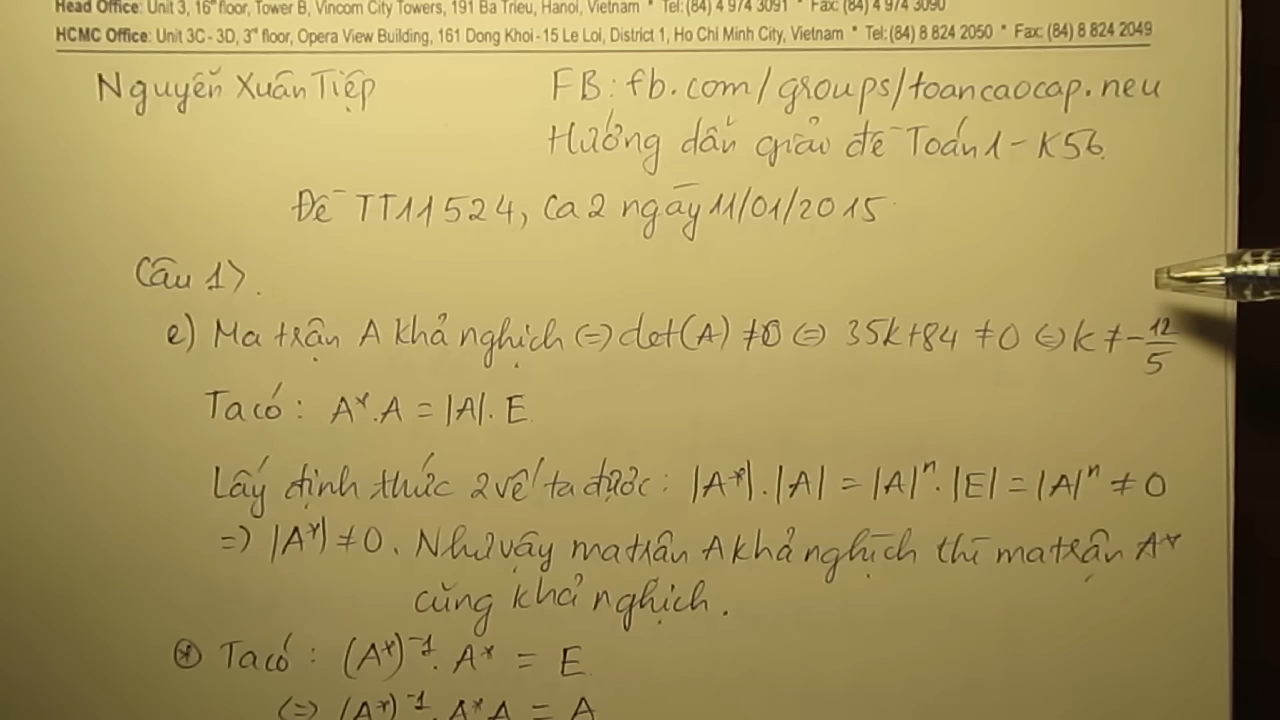 Head Office: Unit 3, 16th floor, Tower B, Vincom City Towers, 191 Ba Trieu, Hanoi, Vietnam * Tel: (84) 4 974 3091 * Fax: (84) 4 974 3090
HCMC Office: Unit 3C - 3D, 3rd floor, Opera View Building, 161 Dong Khoi - 15 Le Loi, District 1, Ho Chi Minh City, Vietnam * Tel: (84) 8 824 2050 * Fax: (84) 8 824 2049
Nguyễn Xuân Tiệp FB: fb.com/groups/toancaocap.neu
Hướng dẫn giải đề Toán 1 - K56.
Đề TT11524, Ca 2 ngày 11/01/2015
Câu 1>.
e) Ma trận A khả nghịch <=> det(A) ≠ 0 <=> 35k+84 ≠ 0 <=> k ≠ -12/5
Ta có: A*.A = |A|.E
Lấy định thức 2 vế ta được: |A*|.|A| = |A|ⁿ.|E| = |A|ⁿ ≠ 0
=> |A*| ≠ 0. Như vậy ma trận A khả nghịch thì ma trận A*
cũng khả nghịch.
⊛ Ta có: (A*)⁻¹.A* = E
<=> (A*)⁻¹.A*A = A